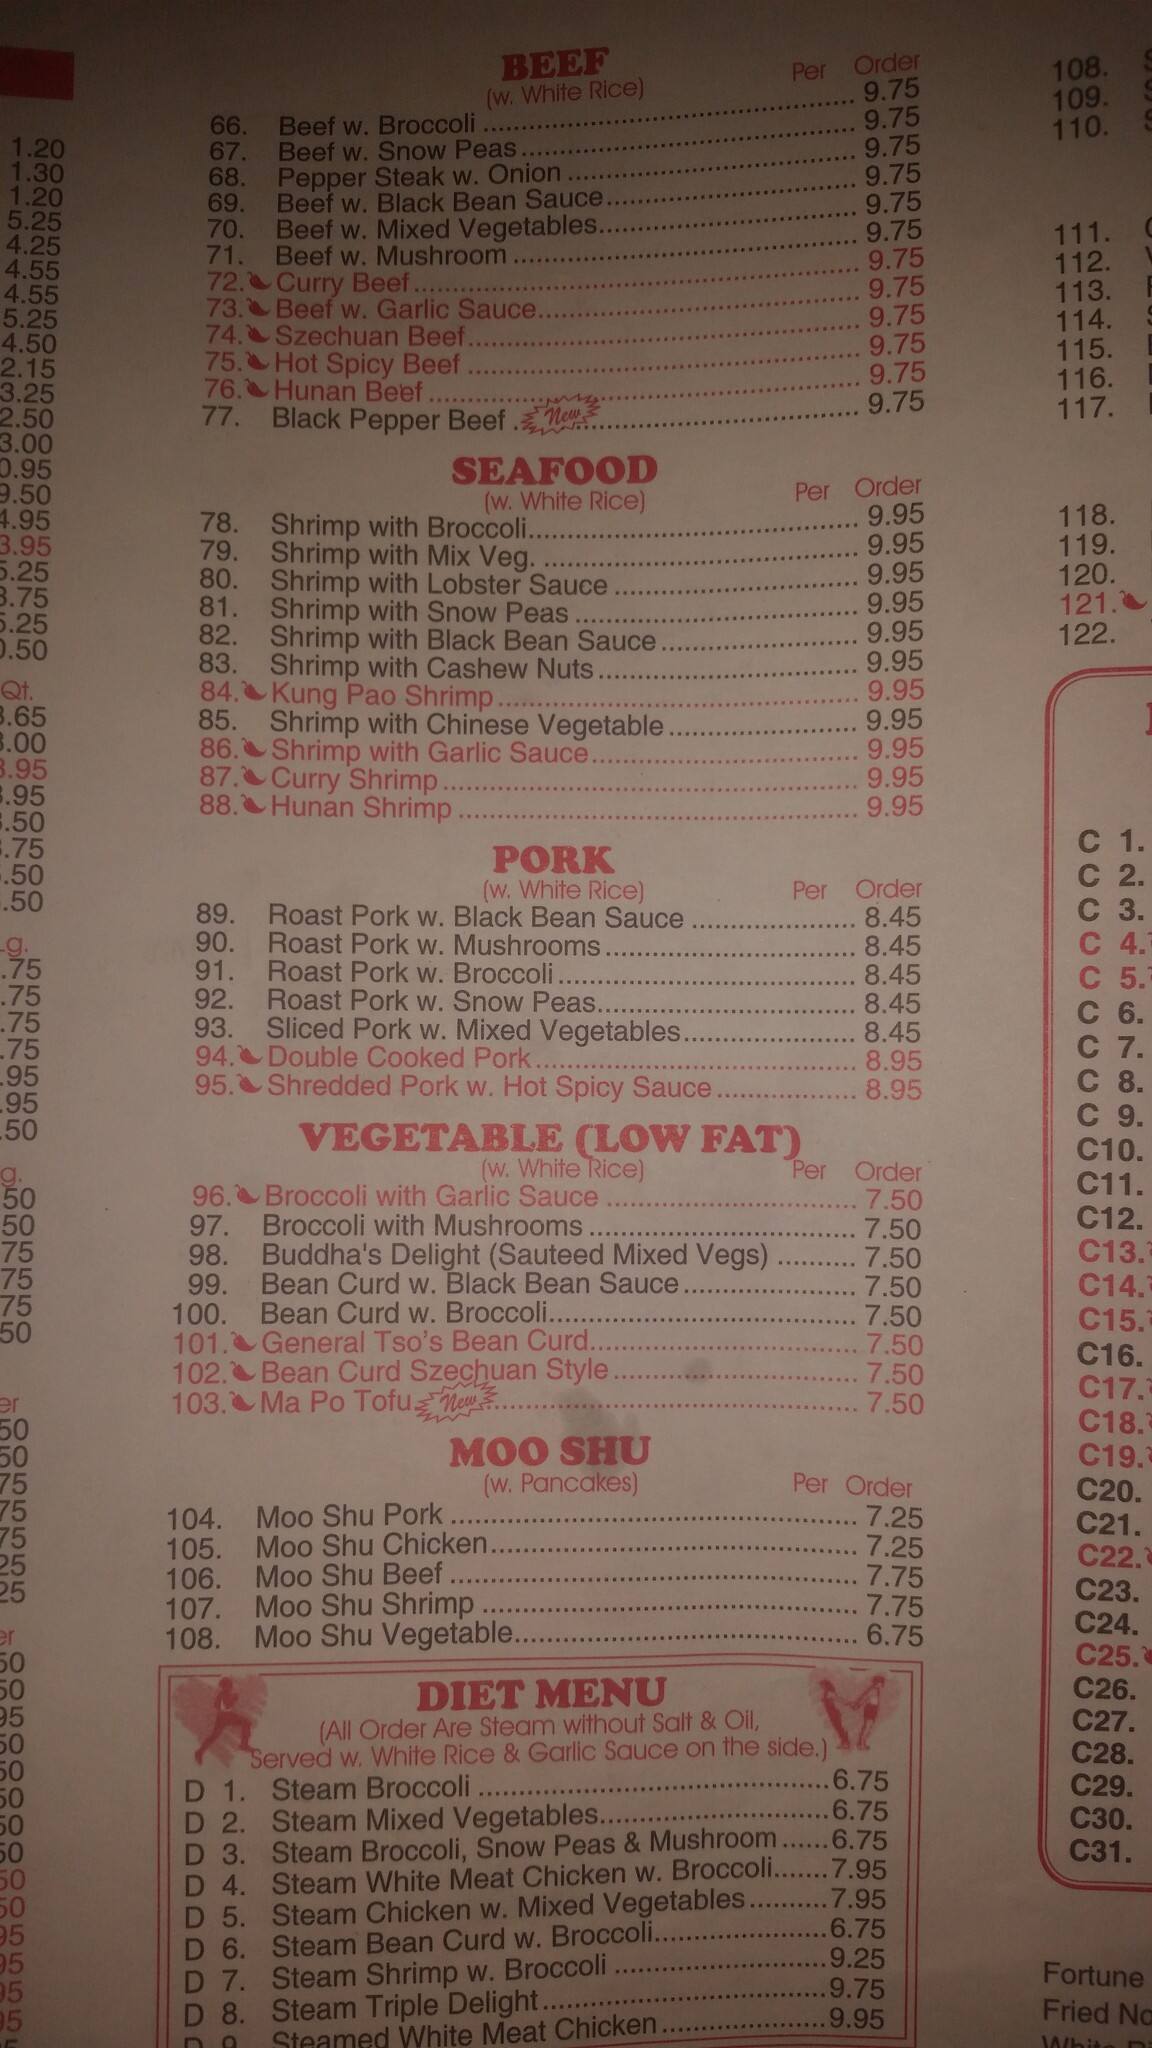 BEEF
(w. White Rice) Per Order
66. Beef w. Broccoli 9.75
67. Beef w. Snow Peas 9.75
68. Pepper Steak w. Onion 9.75
69. Beef w. Black Bean Sauce 9.75
70. Beef w. Mixed Vegetables 9.75
71. Beef w. Mushroom 9.75
72. Curry Beef 9.75
73. Beef w. Garlic Sauce 9.75
74. Szechuan Beef 9.75
75. Hot Spicy Beef 9.75
76. Hunan Beef 9.75
77. Black Pepper Beef New 9.75
SEAFOOD
(w. White Rice) Per Order
78. Shrimp with Broccoli 9.95
79. Shrimp with Mix Veg. 9.95
80. Shrimp with Lobster Sauce 9.95
81. Shrimp with Snow Peas 9.95
82. Shrimp with Black Bean Sauce 9.95
83. Shrimp with Cashew Nuts 9.95
84. Kung Pao Shrimp 9.95
85. Shrimp with Chinese Vegetable 9.95
86. Shrimp with Garlic Sauce 9.95
87. Curry Shrimp 9.95
88. Hunan Shrimp 9.95
PORK
(w. White Rice) Per Order
89. Roast Pork w. Black Bean Sauce 8.45
90. Roast Pork w. Mushrooms 8.45
91. Roast Pork w. Broccoli 8.45
92. Roast Pork w. Snow Peas 8.45
93. Sliced Pork w. Mixed Vegetables 8.45
94. Double Cooked Pork 8.95
95. Shredded Pork w. Hot Spicy Sauce 8.95
VEGETABLE (LOW FAT)
(w. White Rice) Per Order
96. Broccoli with Garlic Sauce 7.50
97. Broccoli with Mushrooms 7.50
98. Buddha's Delight (Sauteed Mixed Vegs) 7.50
99. Bean Curd w. Black Bean Sauce 7.50
100. Bean Curd w. Broccoli 7.50
101. General Tso's Bean Curd 7.50
102. Bean Curd Szechuan Style 7.50
103. Ma Po Tofu New 7.50
MOO SHU
(w. Pancakes) Per Order
104. Moo Shu Pork 7.25
105. Moo Shu Chicken 7.25
106. Moo Shu Beef 7.75
107. Moo Shu Shrimp 7.75
108. Moo Shu Vegetable 6.75
DIET MENU
(All Order Are Steam without Salt & Oil,
Served w. White Rice & Garlic Sauce on the side.)
D 1. Steam Broccoli 6.75
D 2. Steam Mixed Vegetables 6.75
D 3. Steam Broccoli, Snow Peas & Mushroom 6.75
D 4. Steam White Meat Chicken w. Broccoli 7.95
D 5. Steam Chicken w. Mixed Vegetables 7.95
D 6. Steam Bean Curd w. Broccoli 6.75
D 7. Steam Shrimp w. Broccoli 9.25
D 8. Steam Triple Delight 9.75
D 9. Steamed White Meat Chicken 9.95
108.
109.
110.
111.
112.
113.
114.
115.
116.
117.
118.
119.
120.
121.
122.
C 1.
C 2.
C 3.
C 4.
C 5.
C 6.
C 7.
C 8.
C 9.
C10.
C11.
C12.
C13.
C14.
C15.
C16.
C17.
C18.
C19.
C20.
C21.
C22.
C23.
C24.
C25.
C26.
C27.
C28.
C29.
C30.
C31.
Fortune
Fried